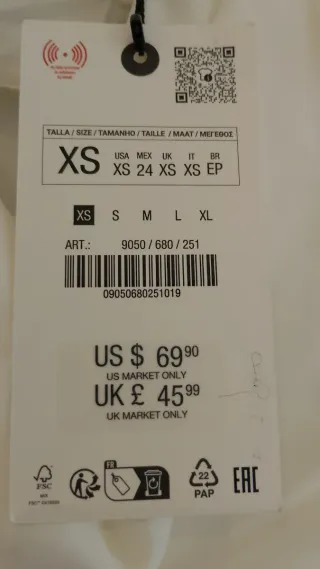 TALLA / SIZE / TAMANHO / TAILLE / MAAT / ΜΕΓΕΘΟΣ
XS USA XS MEX 24 UK XS IT XS BR EP
XS S M L XL
ART.: 9050 / 680 / 251
09050680251019
US $ 69 90
US MARKET ONLY
UK £ 45 99
UK MARKET ONLY
FSC
MIX
FR
22
PAP
EAC